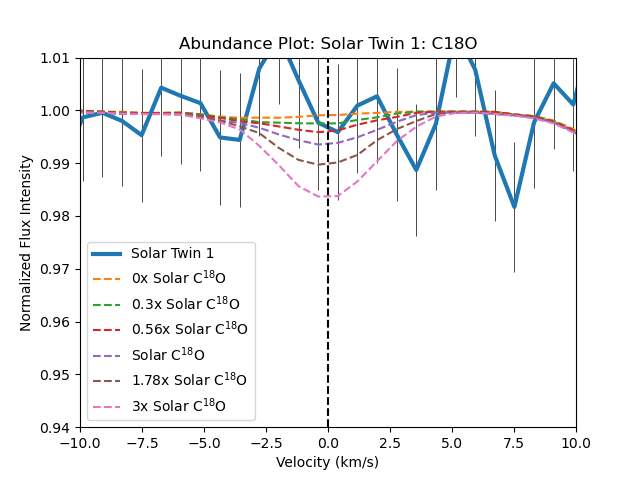 Abundance Plot: Solar Twin 1: C18O
Normalized Flux Intensity
1.01
1.00
0.99
0.98
0.97
0.96
0.95
0.94
Solar Twin 1
0x Solar C¹⁸O
0.3x Solar C¹⁸O
0.56x Solar C¹⁸O
Solar C¹⁸O
1.78x Solar C¹⁸O
3x Solar C¹⁸O
−10.0 −7.5 −5.0 −2.5 0.0 2.5 5.0 7.5 10.0
Velocity (km/s)